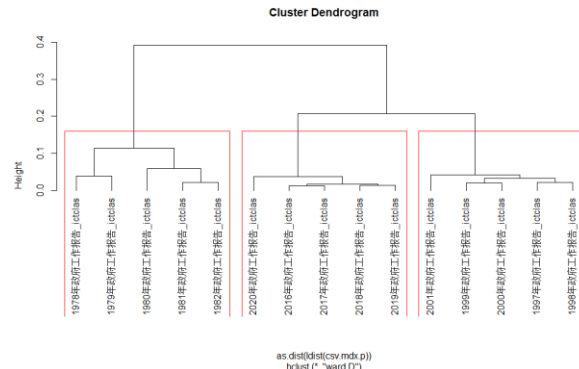 Cluster Dendrogram
Height
0.4
0.3
0.2
0.1
0.0
1978年政府工作报告_ictclas
1979年政府工作报告_ictclas
1980年政府工作报告_ictclas
1981年政府工作报告_ictclas
1982年政府工作报告_ictclas
2020年政府工作报告_ictclas
2016年政府工作报告_ictclas
2017年政府工作报告_ictclas
2018年政府工作报告_ictclas
2019年政府工作报告_ictclas
2001年政府工作报告_ictclas
1999年政府工作报告_ictclas
2000年政府工作报告_ictclas
1997年政府工作报告_ictclas
1998年政府工作报告_ictclas
as.dist(ldist(csv.mdx.p))
hclust (*, "ward.D")